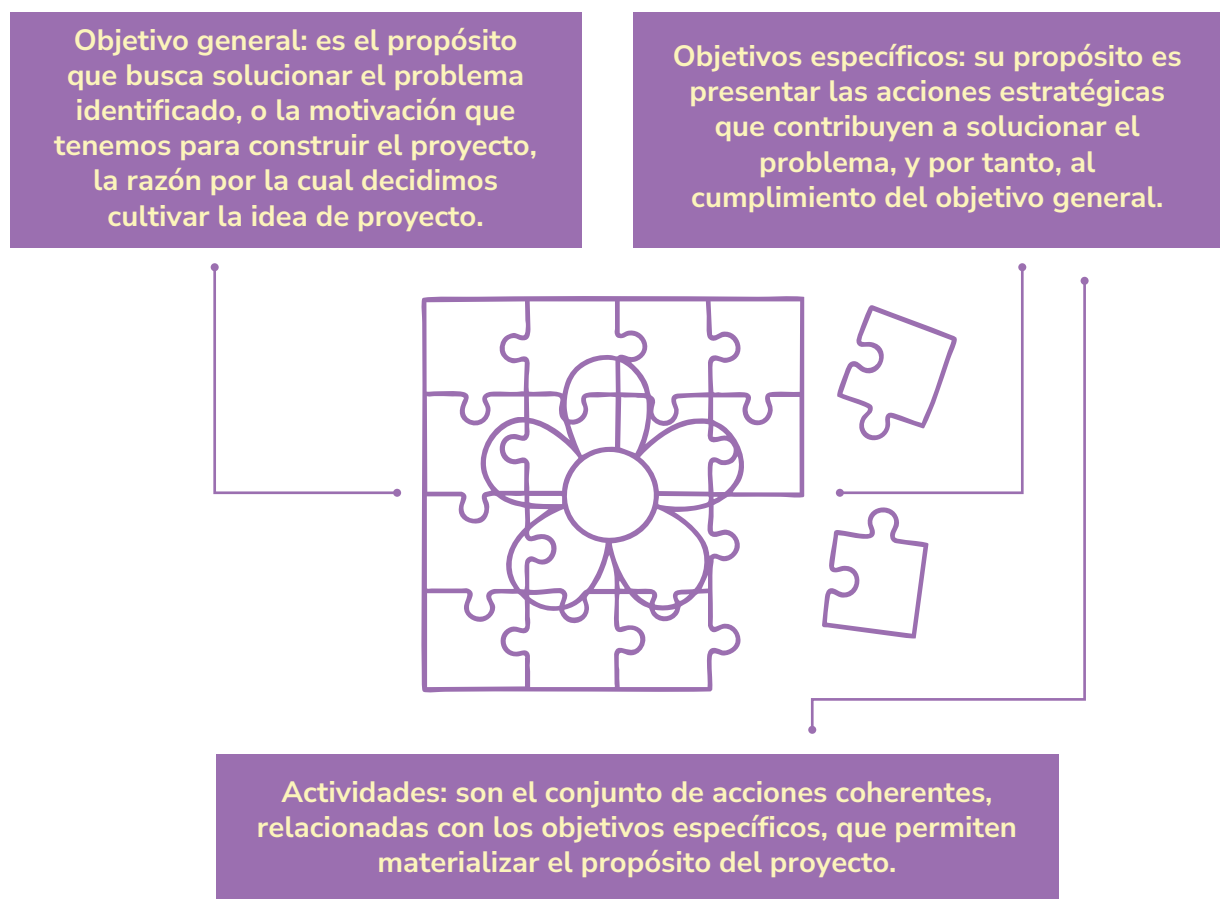 Objetivo general: es el propósito
que busca solucionar el problema
identificado, o la motivación que
tenemos para construir el proyecto,
la razón por la cual decidimos
cultivar la idea de proyecto.
Objetivos específicos: su propósito es
presentar las acciones estratégicas
que contribuyen a solucionar el
problema, y por tanto, al
cumplimiento del objetivo general.
Actividades: son el conjunto de acciones coherentes,
relacionadas con los objetivos específicos, que permiten
materializar el propósito del proyecto.